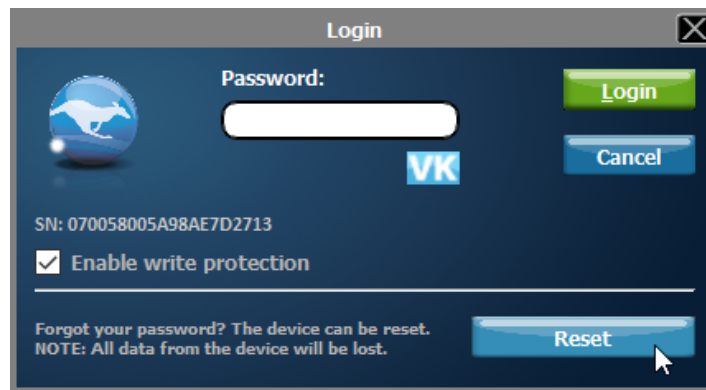 Login
Password:
Login
VK
Cancel
SN: 070058005A98AE7D2713
Enable write protection
Forgot your password? The device can be reset.
NOTE: All data from the device will be lost.
Reset